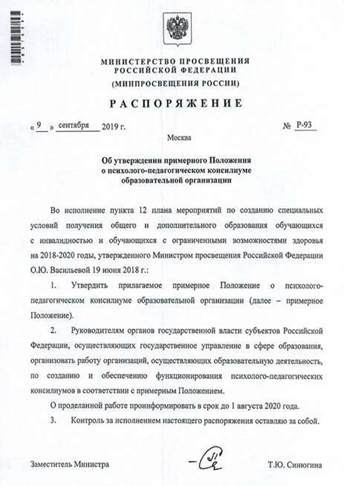 МИНИСТЕРСТВО ПРОСВЕЩЕНИЯ
РОССИЙСКОЙ ФЕДЕРАЦИИ
(МИНПРОСВЕЩЕНИЯ РОССИИ)
РАСПОРЯЖЕНИЕ
« 9 » сентября 2019 г.
№ Р-93
Москва
Об утверждении примерного Положения
о психолого-педагогическом консилиуме
образовательной организации
Во исполнение пункта 12 плана мероприятий по созданию специальных
условий получения общего и дополнительного образования обучающихся
с инвалидностью и обучающихся с ограниченными возможностями здоровья
на 2018-2020 годы, утвержденного Министром просвещения Российской Федерации
О.Ю. Васильевой 19 июня 2018 г.:
1. Утвердить прилагаемое примерное Положение о психолого-
педагогическом консилиуме образовательной организации (далее – примерное
Положение).
2. Руководителям органов государственной власти субъектов Российской
Федерации, осуществляющих государственное управление в сфере образования,
организовать работу организаций, осуществляющих образовательную деятельность,
по созданию и обеспечению функционирования психолого-педагогических
консилиумов в соответствии с примерным Положением.
О проделанной работе проинформировать в срок до 1 августа 2020 года.
3. Контроль за исполнением настоящего распоряжения оставляю за собой.
Заместитель Министра
Т.Ю. Синюгина